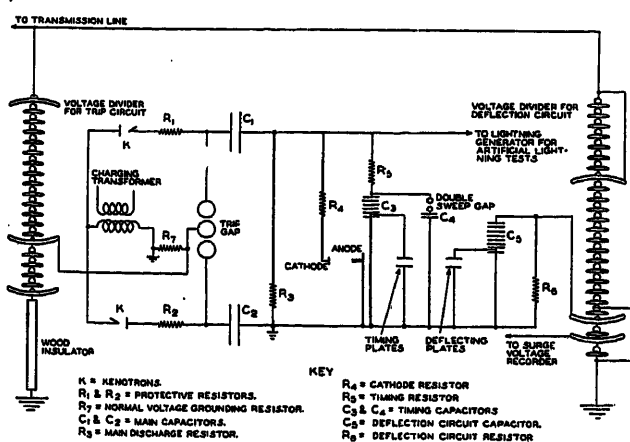 TO TRANSMISSION LINE
VOLTAGE DIVIDER
FOR TRIP CIRCUIT
VOLTAGE DIVIDER FOR
DEFLECTION CIRCUIT
R1
C1
K
TO LIGHTNING
GENERATOR FOR
ARTIFICIAL LIGHT-
NING TESTS
CHARGING
TRANSFORMER
R5
R4
C3
DOUBLE
SWEEP GAP
C4
TRIP
GAP
R7
C5
CATHODE
ANODE
R3
R6
K
R2
C2
TIMING
PLATES
DEFLECTING
PLATES
WOOD
INSULATOR
TO SURGE
VOLTAGE
RECORDER
KEY
K = KENOTRONS.
R1 & R2 = PROTECTIVE RESISTORS.
R7 = NORMAL VOLTAGE GROUNDING RESISTOR.
C1 & C2 = MAIN CAPACITORS.
R3 = MAIN DISCHARGE RESISTOR.
R4 = CATHODE RESISTOR
R5 = TIMING RESISTOR
C3 & C4 = TIMING CAPACITORS
C5 = DEFLECTION CIRCUIT CAPACITOR.
R6 = DEFLECTION CIRCUIT RESISTOR